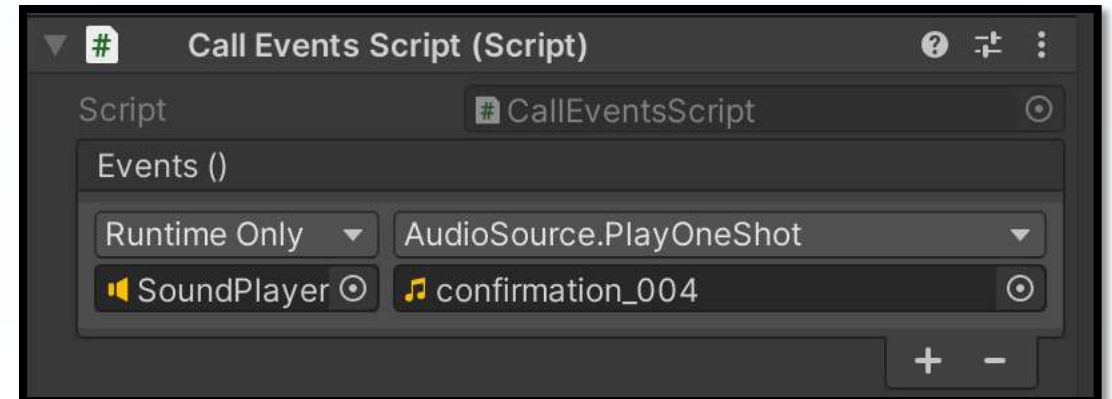 # Call Events Script (Script)
Script # CallEventsScript
Events ()
Runtime Only AudioSource.PlayOneShot
SoundPlayer confirmation_004
+ -